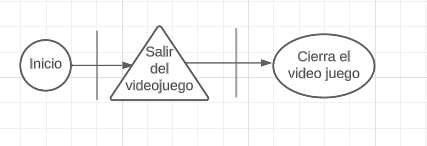 Inicio
Salir
del
videojuego
Cierra el
video juego